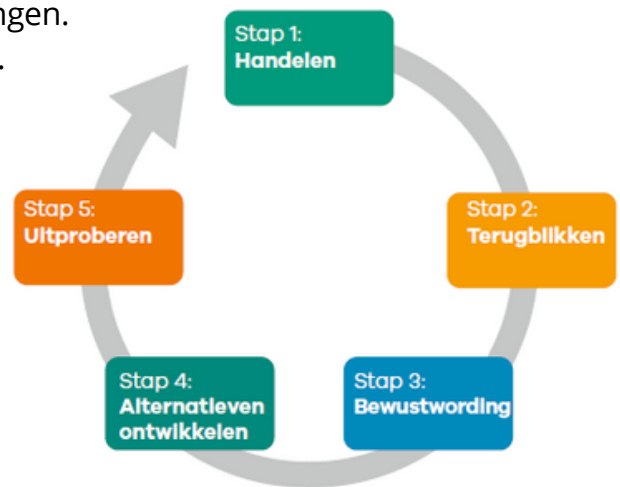 ngen.
.
Stap 1:
Handelen
Stap 2:
Terugblikken
Stap 3:
Bewustwording
Stap 4:
Alternatieven
ontwikkelen
Stap 5:
Uitproberen